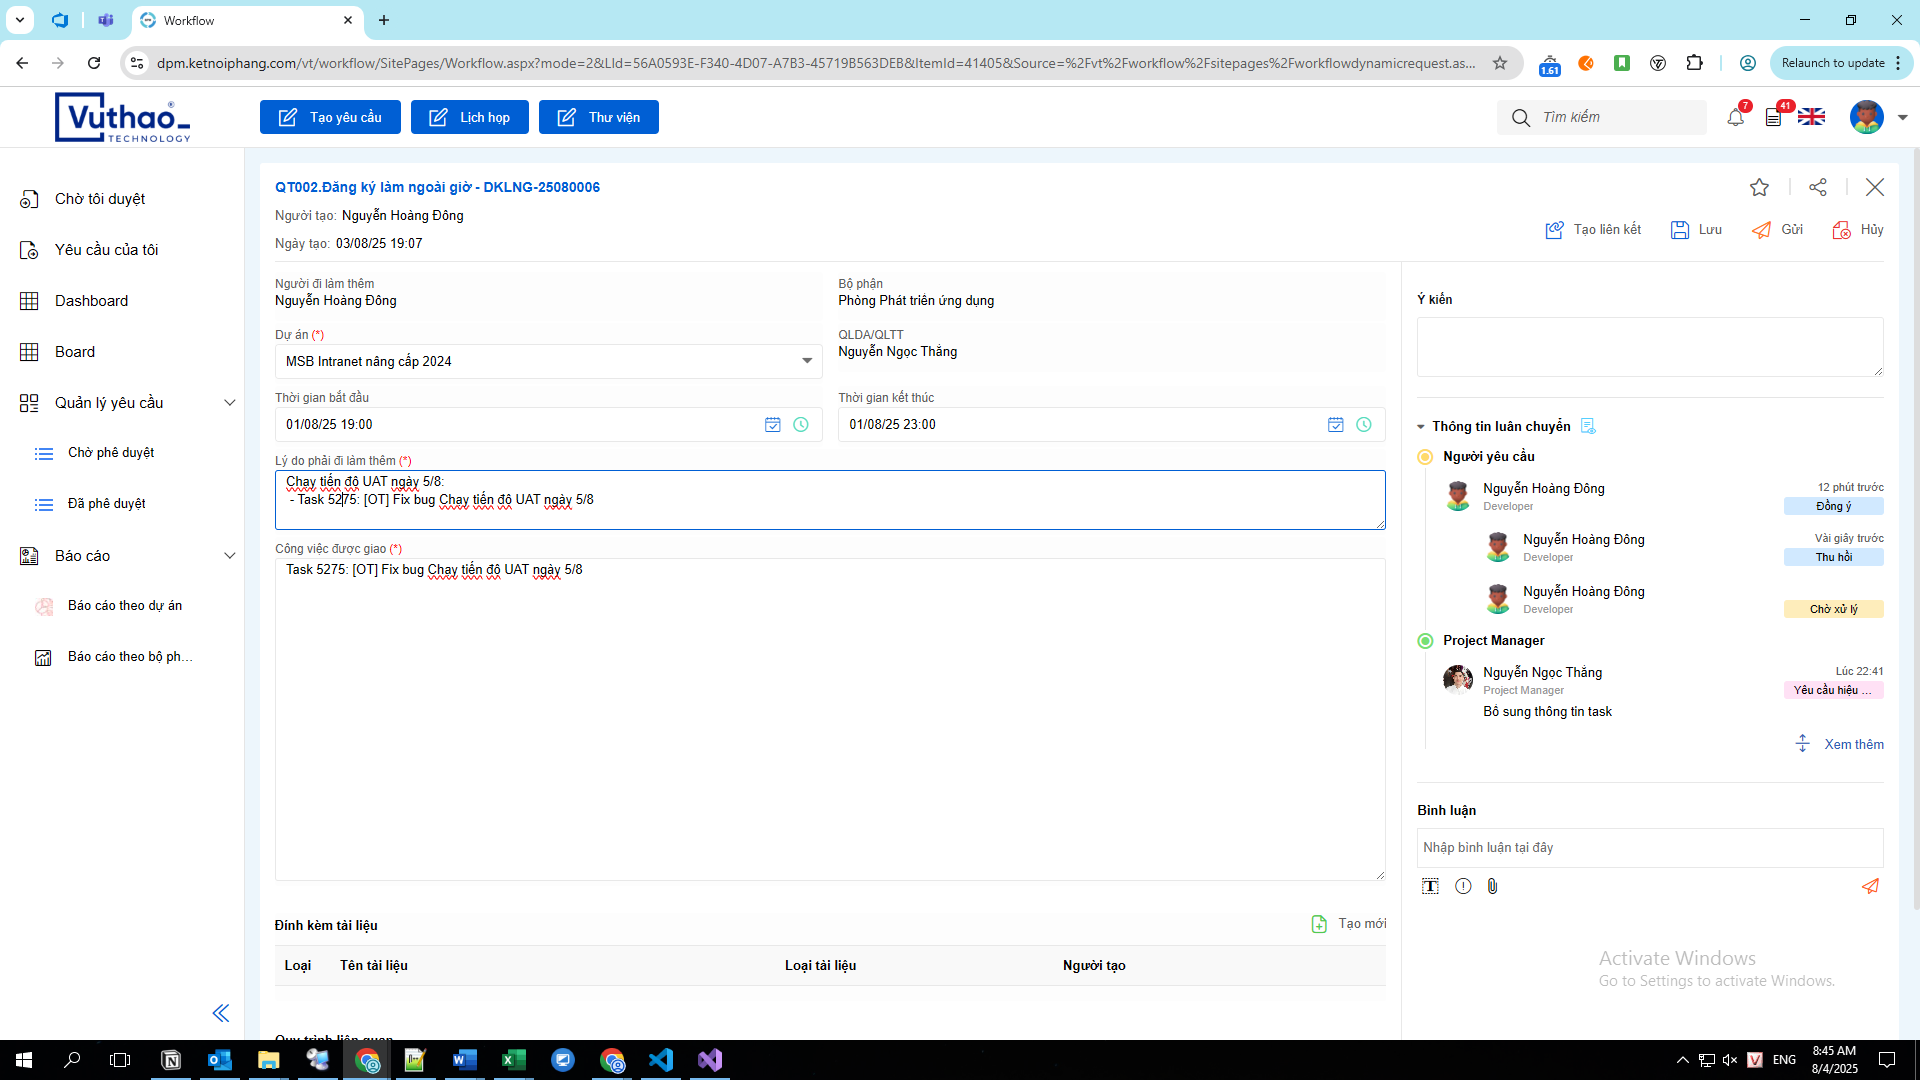 Workflow
dpm.ketnoiphang.com/vt/workflow/SitePages/Workflow.aspx?mode=2&LId=56A0593E-F340-4D07-A7B3-45719B563DEB&ItemId=41405&Source=%2Fvt%2Fworkflow%2Fsitepages%2Fworkflowdynamicrequest.as...
1.61
Relaunch to update
Vuthao®
TECHNOLOGY
Tạo yêu cầu
Lịch họp
Thư viện
Tìm kiếm
7
41
Chờ tôi duyệt
Yêu cầu của tôi
Dashboard
Board
Quản lý yêu cầu
Chờ phê duyệt
Đã phê duyệt
Báo cáo
Báo cáo theo dự án
Báo cáo theo bộ ph...
QT002.Đăng ký làm ngoài giờ - DKLNG-25080006
Người tạo: Nguyễn Hoàng Đông
Ngày tạo: 03/08/25 19:07
Tạo liên kết
Lưu
Gửi
Hủy
Người đi làm thêm
Nguyễn Hoàng Đông
Bộ phận
Phòng Phát triển ứng dụng
Dự án (*)
MSB Intranet nâng cấp 2024
QLDA/QLTT
Nguyễn Ngọc Thắng
Thời gian bắt đầu
01/08/25 19:00
Thời gian kết thúc
01/08/25 23:00
Lý do phải đi làm thêm (*)
Chạy tiến độ UAT ngày 5/8:
- Task 5275: [OT] Fix bug Chạy tiến độ UAT ngày 5/8
Công việc được giao (*)
Task 5275: [OT] Fix bug Chạy tiến độ UAT ngày 5/8
Đính kèm tài liệu
Tạo mới
Loại Tên tài liệu Loại tài liệu Người tạo
Quy trình liên quan
Ý kiến
Thông tin luân chuyển
Người yêu cầu
Nguyễn Hoàng Đông
12 phút trước
Developer
Đồng ý
Nguyễn Hoàng Đông
Vài giây trước
Developer
Thu hồi
Nguyễn Hoàng Đông
Developer
Chờ xử lý
Project Manager
Nguyễn Ngọc Thắng
Lúc 22:41
Project Manager
Yêu cầu hiệu ...
Bổ sung thông tin task
Xem thêm
Bình luận
Nhập bình luận tại đây
Activate Windows
Go to Settings to activate Windows.
ENG
8:45 AM
8/4/2025